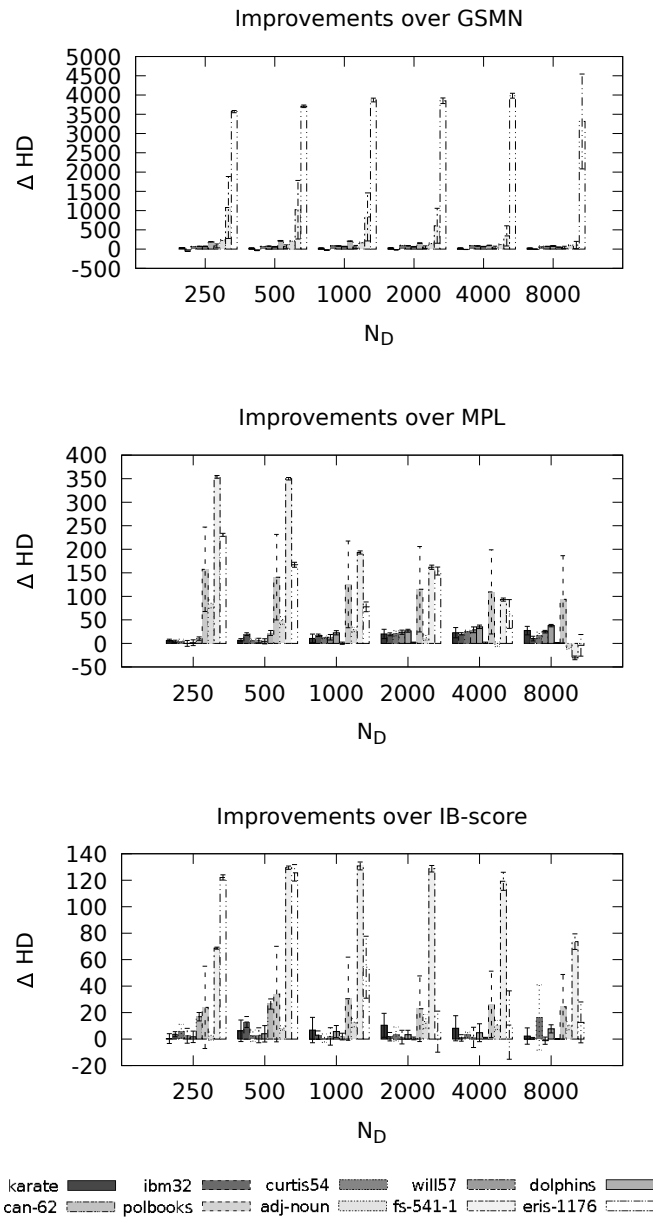 Improvements over GSMN
5000
4500
4000
3500
3000
2500
2000
1500
1000
500
0
-500
Δ HD
250 500 1000 2000 4000 8000
N_D
Improvements over MPL
400
350
300
250
200
150
100
50
0
-50
Δ HD
250 500 1000 2000 4000 8000
N_D
Improvements over IB-score
140
120
100
80
60
40
20
0
-20
Δ HD
250 500 1000 2000 4000 8000
N_D
karate ibm32 curtis54 will57 dolphins
can-62 polbooks adj-noun fs-541-1 eris-1176